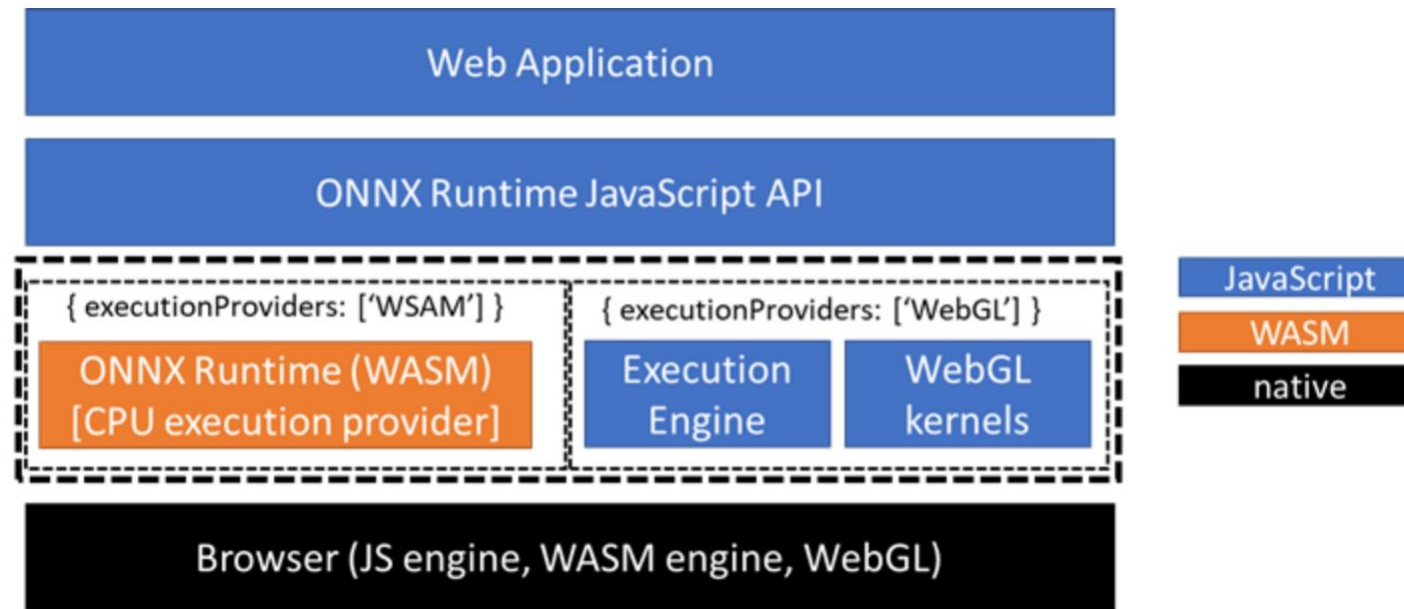 Web Application
ONNX Runtime JavaScript API
{ executionProviders: [‘WSAM’] }
ONNX Runtime (WASM)
[CPU execution provider]
{ executionProviders: [‘WebGL’] }
Execution
Engine
WebGL
kernels
Browser (JS engine, WASM engine, WebGL)
JavaScript
WASM
native